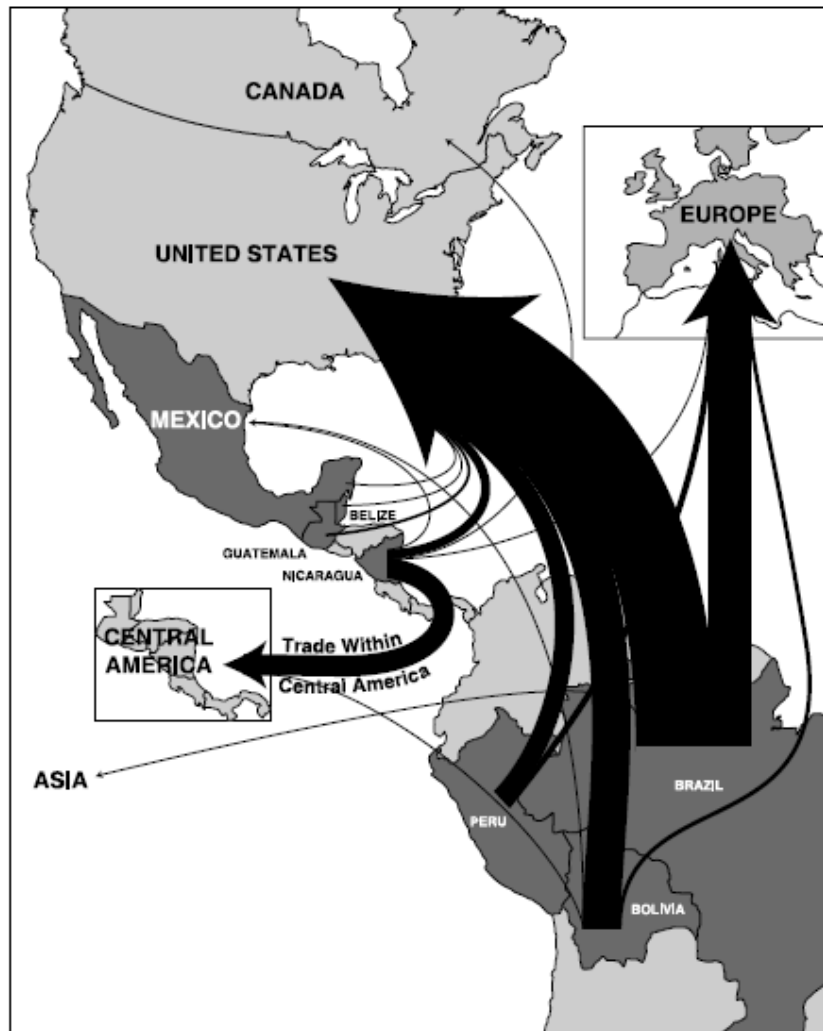 CANADA
EUROPE
UNITED STATES
MEXICO
BELIZE
GUATEMALA
NICARAGUA
CENTRAL
AMERICA
Trade Within
Central America
ASIA
BRAZIL
PERU
BOLIVIA